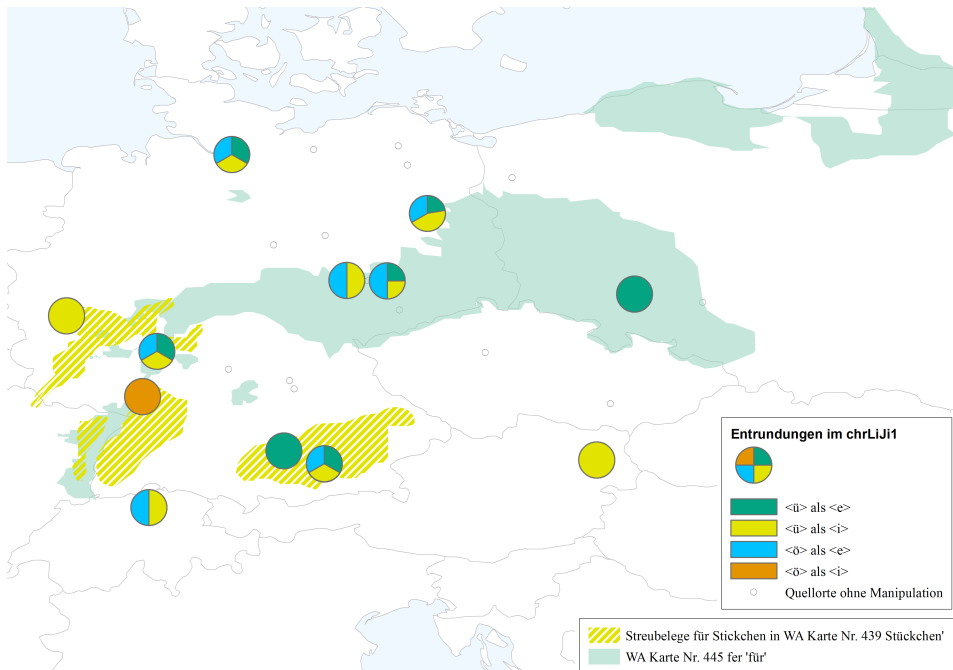 Entrundungen im chrLiJi1
<ü> als <e>
<ü> als <i>
<ö> als <e>
<ö> als <i>
Quellorte ohne Manipulation
Streubelege für Stickchen in WA Karte Nr. 439 Stückchen'
WA Karte Nr. 445 fer 'für'